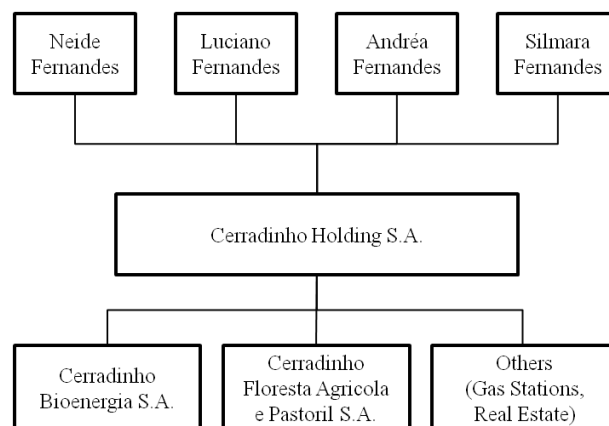 Neide
Fernandes
Luciano
Fernandes
Andréa
Fernandes
Silmara
Fernandes
Cerradinho Holding S.A.
Cerradinho
Bioenergia S.A.
Cerradinho
Floresta Agricola
e Pastoril S.A.
Others
(Gas Stations,
Real Estate)